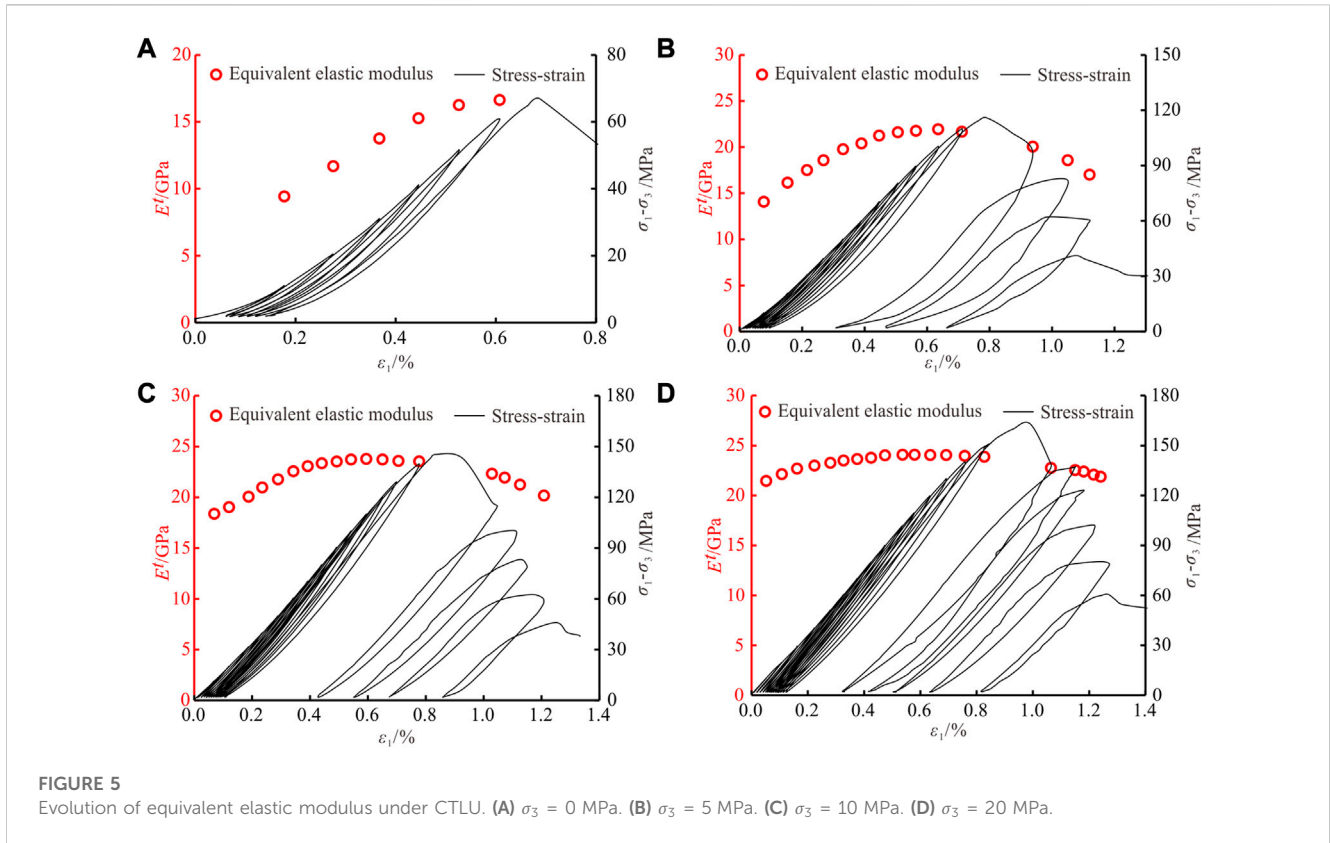 A
20
15
10
5
0
Eᵗ/GPa
Equivalent elastic modulus
Stress-strain
80
60
40
20
0
σ₁-σ₃ /MPa
0.0 0.2 0.4 0.6 0.8
ε₁/%
B
30
25
20
15
10
5
0
Eᵗ/GPa
Equivalent elastic modulus
Stress-strain
150
120
90
60
30
0
σ₁-σ₃ /MPa
0.0 0.2 0.4 0.6 0.8 1.0 1.2
ε₁/%
C
30
25
20
15
10
5
0
Eᵗ/GPa
Equivalent elastic modulus
Stress-strain
180
150
120
90
60
30
0
σ₁-σ₃ /MPa
0.0 0.2 0.4 0.6 0.8 1.0 1.2 1.4
ε₁/%
D
30
25
20
15
10
5
0
Eᵗ/GPa
Equivalent elastic modulus
Stress-strain
180
150
120
90
60
30
0
σ₁-σ₃ /MPa
0.0 0.2 0.4 0.6 0.8 1.0 1.2 1.4
ε₁/%
FIGURE 5
Evolution of equivalent elastic modulus under CTLU. (A) σ₃ = 0 MPa. (B) σ₃ = 5 MPa. (C) σ₃ = 10 MPa. (D) σ₃ = 20 MPa.